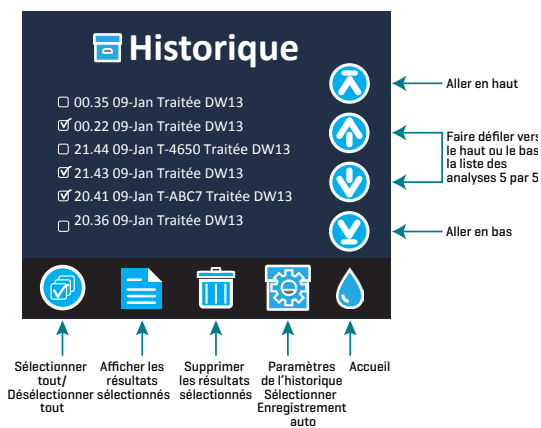 Historique
00.35 09-Jan Traitée DW13
00.22 09-Jan Traitée DW13
21.44 09-Jan T-4650 Traitée DW13
21.43 09-Jan Traitée DW13
20.41 09-Jan T-ABC7 Traitée DW13
20.36 09-Jan Traitée DW13
Aller en haut
Faire défiler vers
le haut ou le bas
la liste des
analyses 5 par 5
Aller en bas
Sélectionner
tout/
Désélectionner
tout
Afficher les
résultats
sélectionnés
Supprimer
les résultats
sélectionnés
Paramètres
de l'historique
Sélectionner
Enregistrement
auto
Accueil